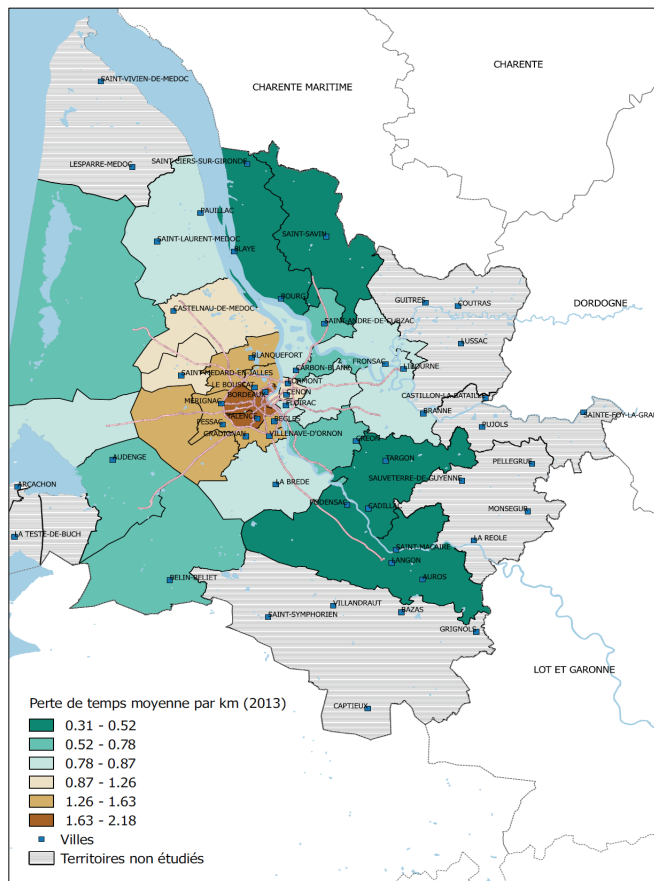 CHARENTE
SAINT-VIVIEN-DE-MEDOC
CHARENTE MARITIME
SAINT-CIERS-SUR-GIRONDE
LESPARRE-MEDOC
PAUILLAC
SAINT-SAVIN
SAINT-LAURENT-MEDOC
BLAYE
BOURG
GUITRES
COUTRAS
DORDOGNE
CASTELNAU-DE-MEDOC
SAINT-ANDRE-DE-CUBZAC
LUSSAC
BLANQUEFORT
FRONSAC
LIBOURNE
CARBON-BLANC
SAINT-MEDARD-EN-JALLES
LE BOUSCAT
LORMONT
CENON
BORDEAUX
CASTILLON-LA-BATAILLE
MERIGNAC
FLOIRAC
BRANNE
SAINTE-FOY-LA-GRA
TALENCE
BEGLES
PESSAC
PUJOLS
GRADIGNAN
VILLENAVE-D'ORNON
CREON
AUDENGE
TARGON
PELLEGRUE
SAUVETERRE-DE-GUYENNE
ARCACHON
LA BREDE
PODENSAC
CADILLAC
MONSEGUR
LA TESTE-DE-BUCH
LA REOLE
SAINT-MACAIRE
LANGON
BELIN-BELIET
AUROS
VILLANDRAUT
BAZAS
SAINT-SYMPHORIEN
GRIGNOLS
LOT ET GARONNE
CAPTIEUX
Perte de temps moyenne par km (2013)
0.31 - 0.52
0.52 - 0.78
0.78 - 0.87
0.87 - 1.26
1.26 - 1.63
1.63 - 2.18
Villes
Territoires non étudiés